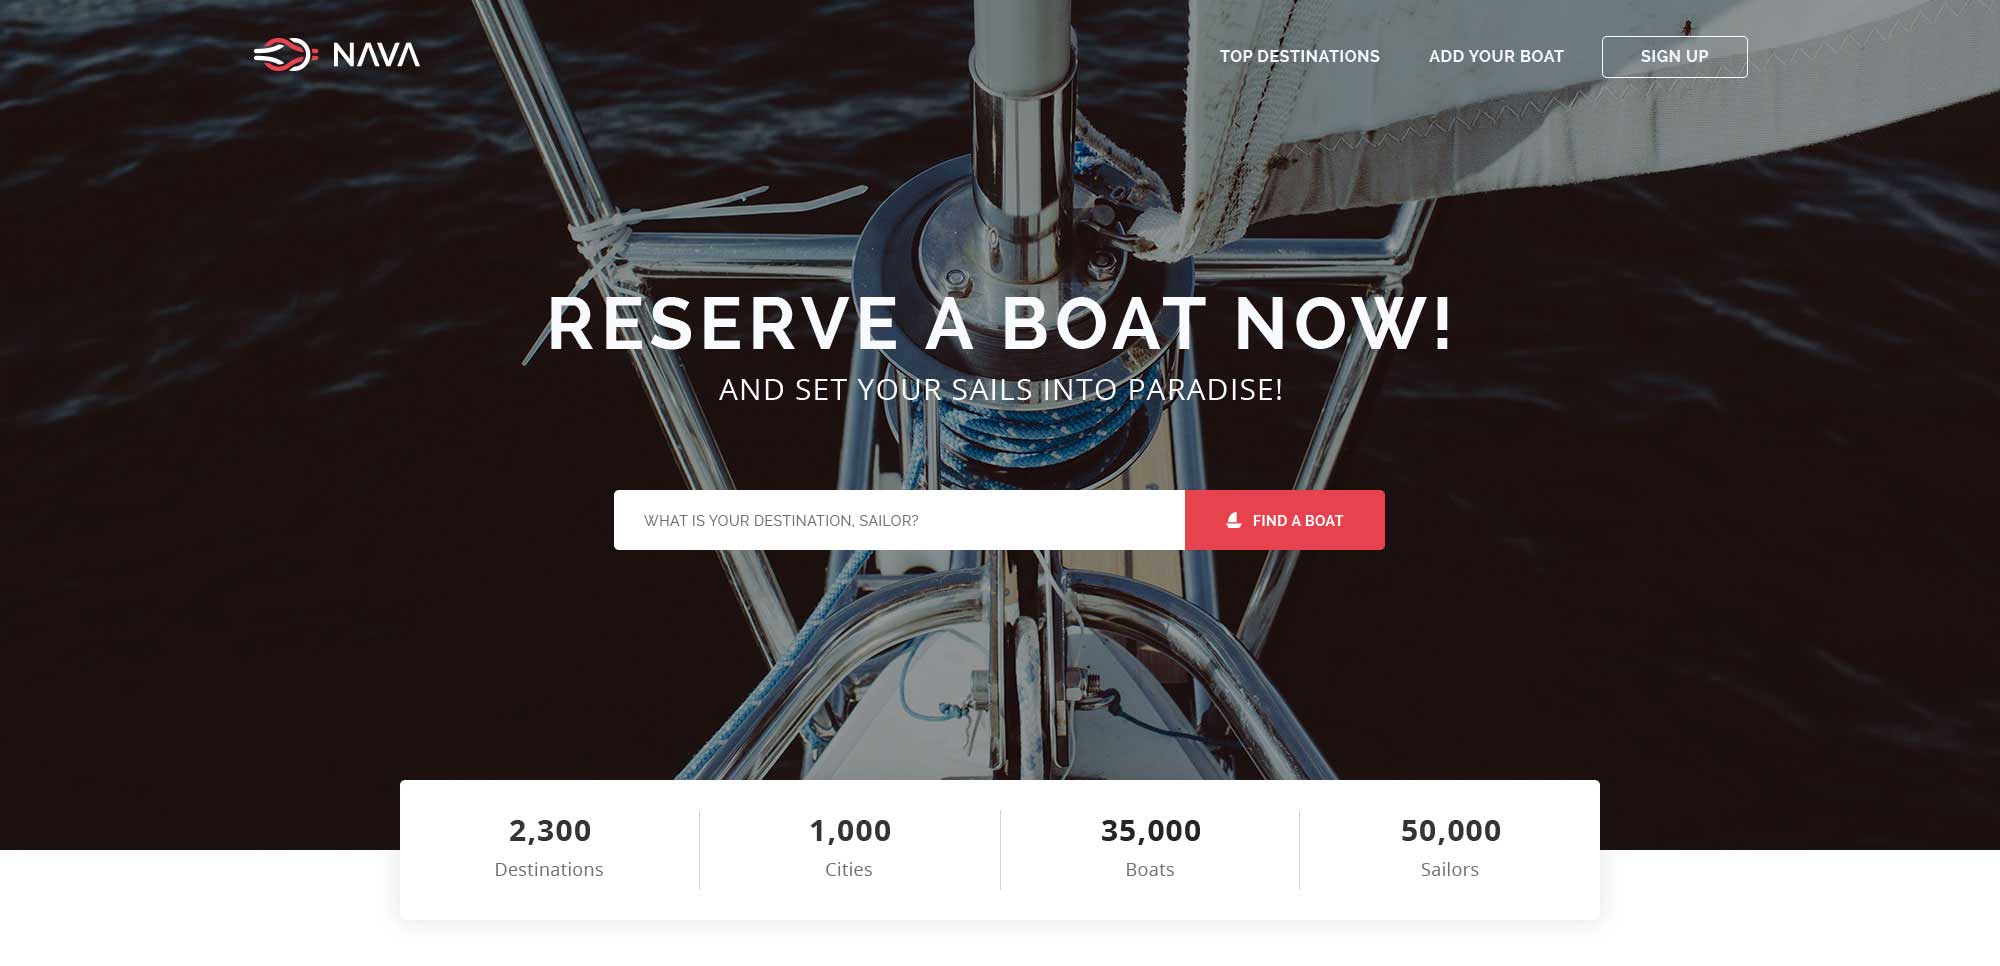 NAVA
TOP DESTINATIONS
ADD YOUR BOAT
SIGN UP
RESERVE A BOAT NOW!
AND SET YOUR SAILS INTO PARADISE!
WHAT IS YOUR DESTINATION, SAILOR?
FIND A BOAT
2,300
Destinations
1,000
Cities
35,000
Boats
50,000
Sailors